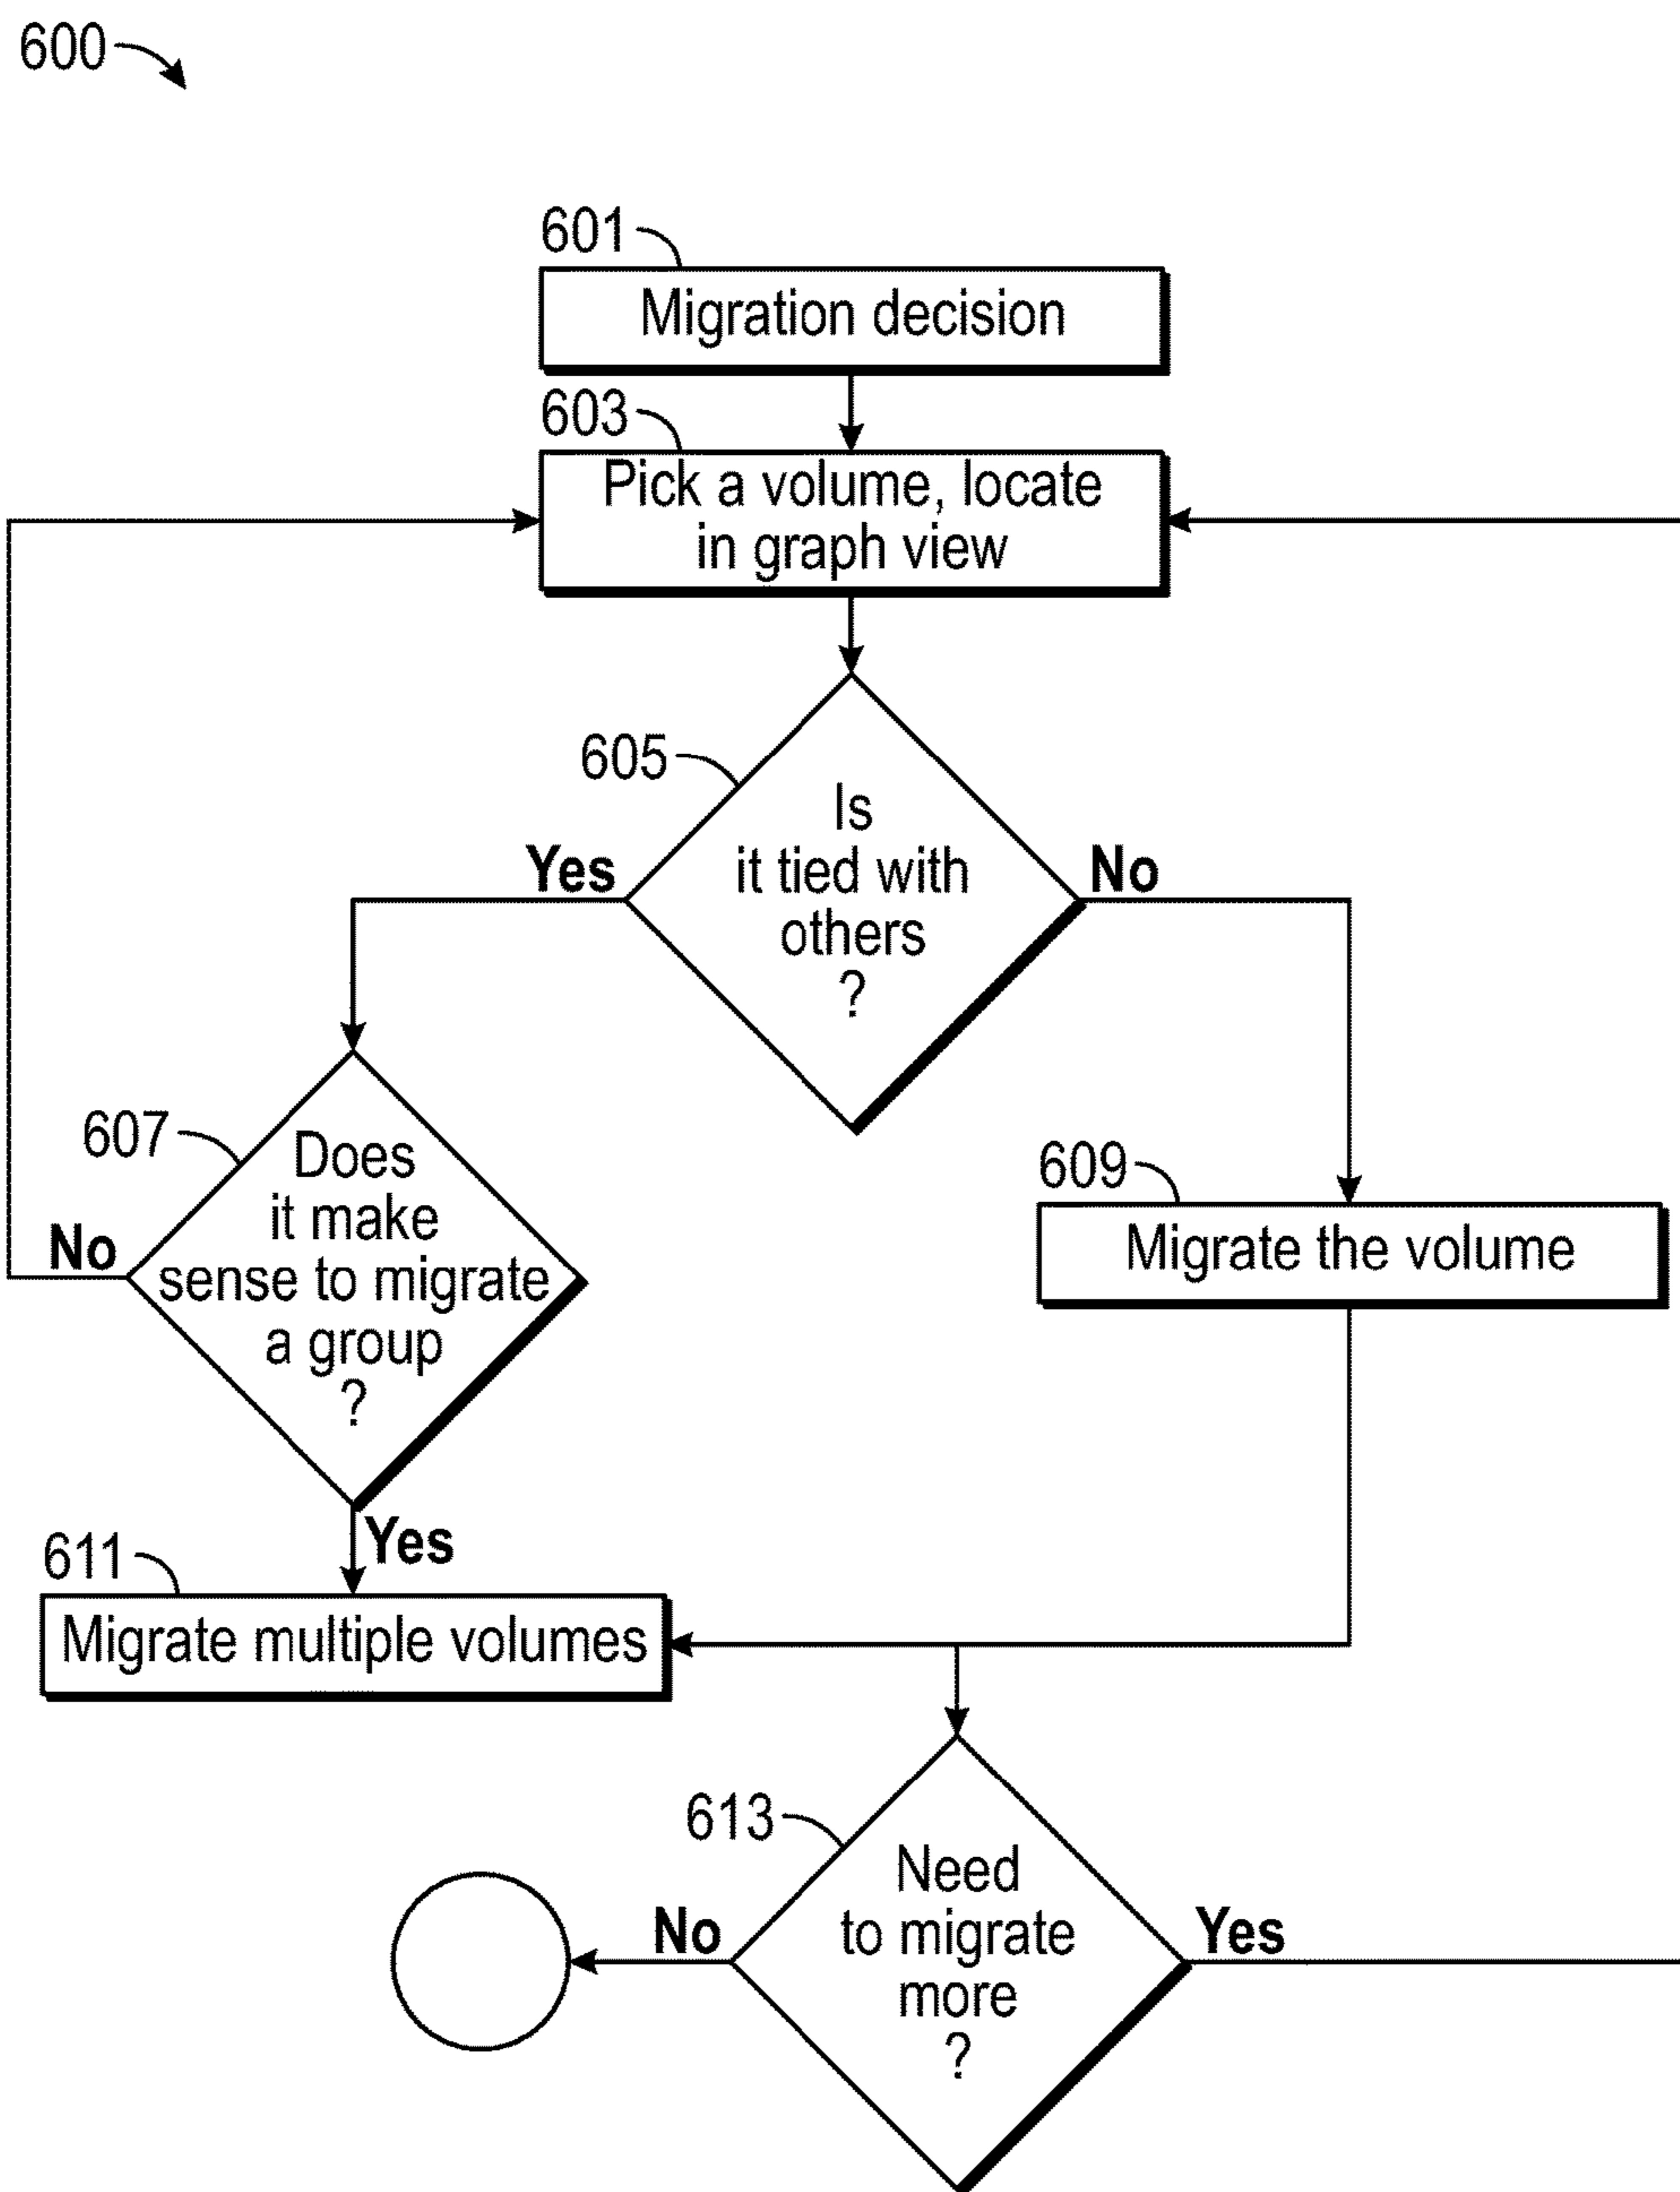 600
601
Migration decision
603
Pick a volume, locate
in graph view
605
Is
it tied with
others
?
Yes
No
607
Does
it make
sense to migrate
a group
?
No
Yes
609
Migrate the volume
611
Migrate multiple volumes
613
Need
to migrate
more
?
No
Yes